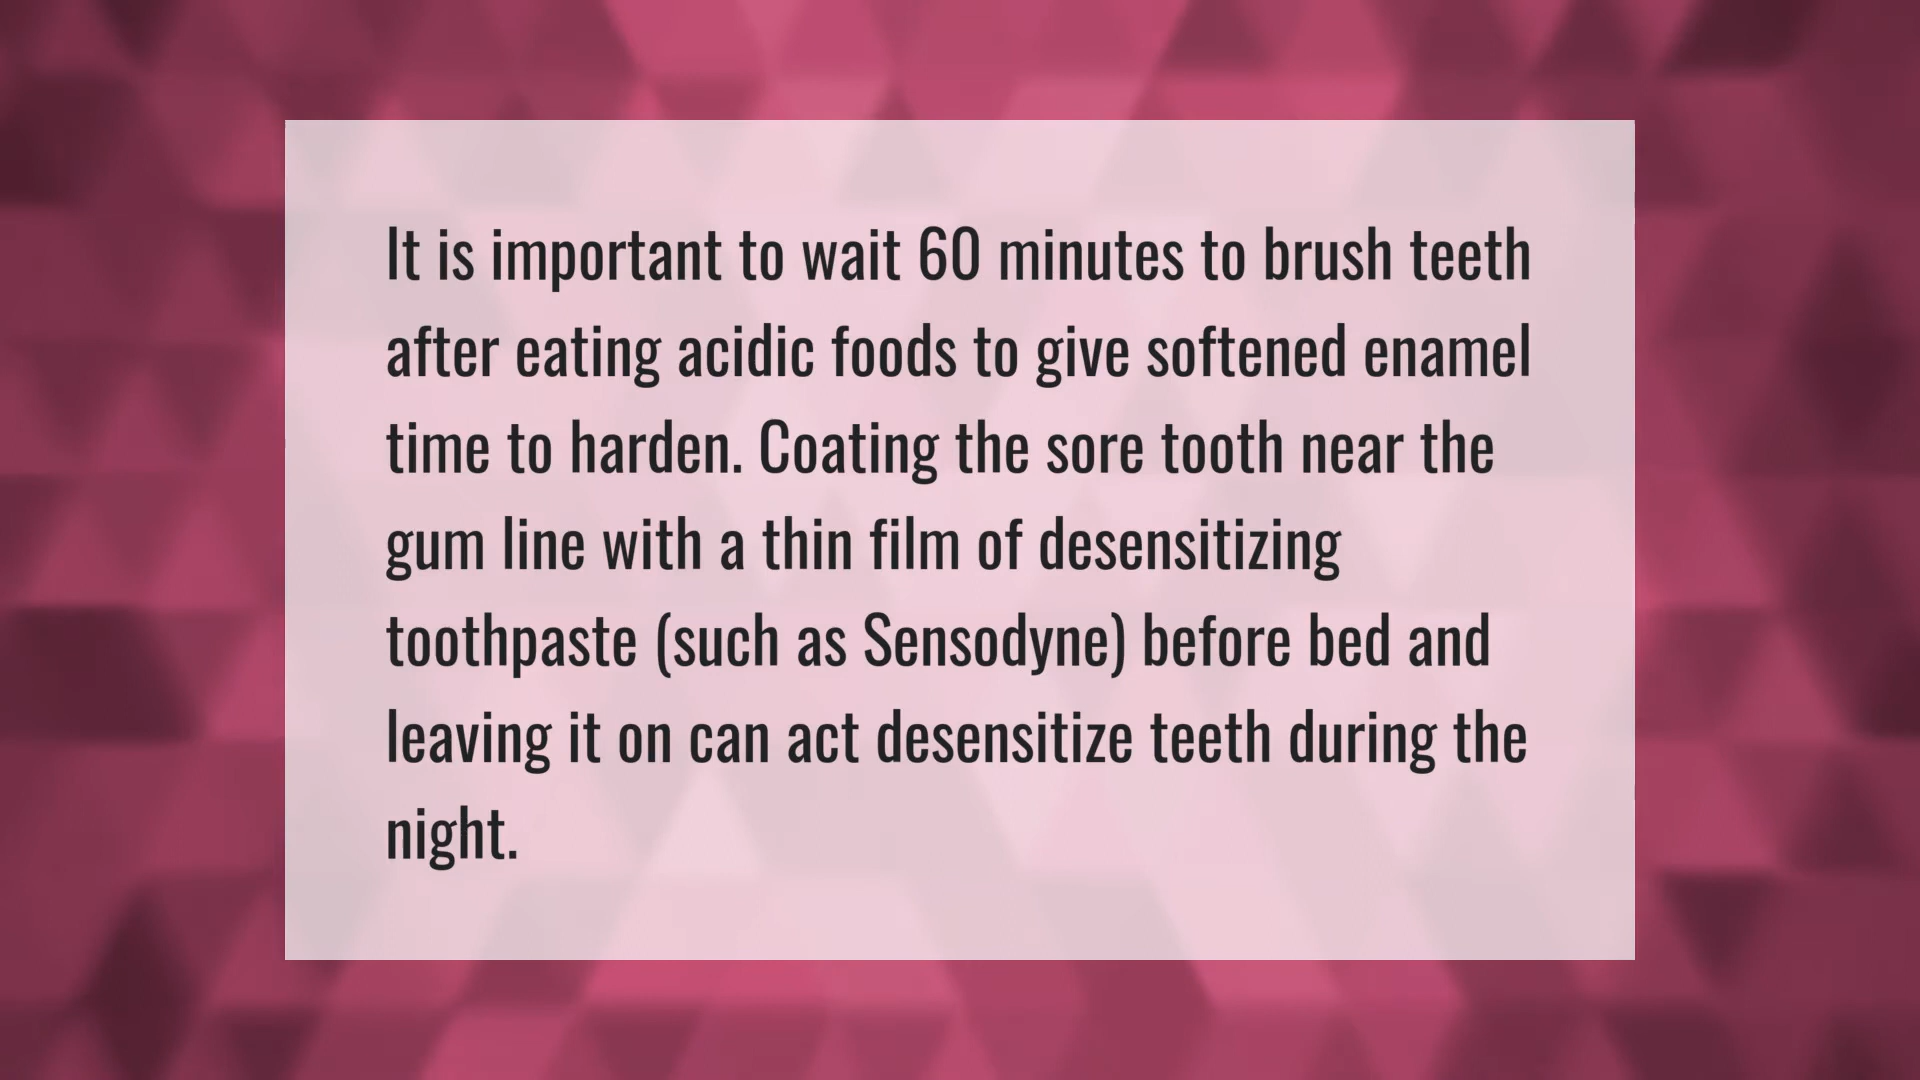 It is important to wait 60 minutes to brush teeth
after eating acidic foods to give softened enamel
time to harden. Coating the sore tooth near the
gum line with a thin film of desensitizing
toothpaste (such as Sensodyne) before bed and
leaving it on can act desensitize teeth during the
night.